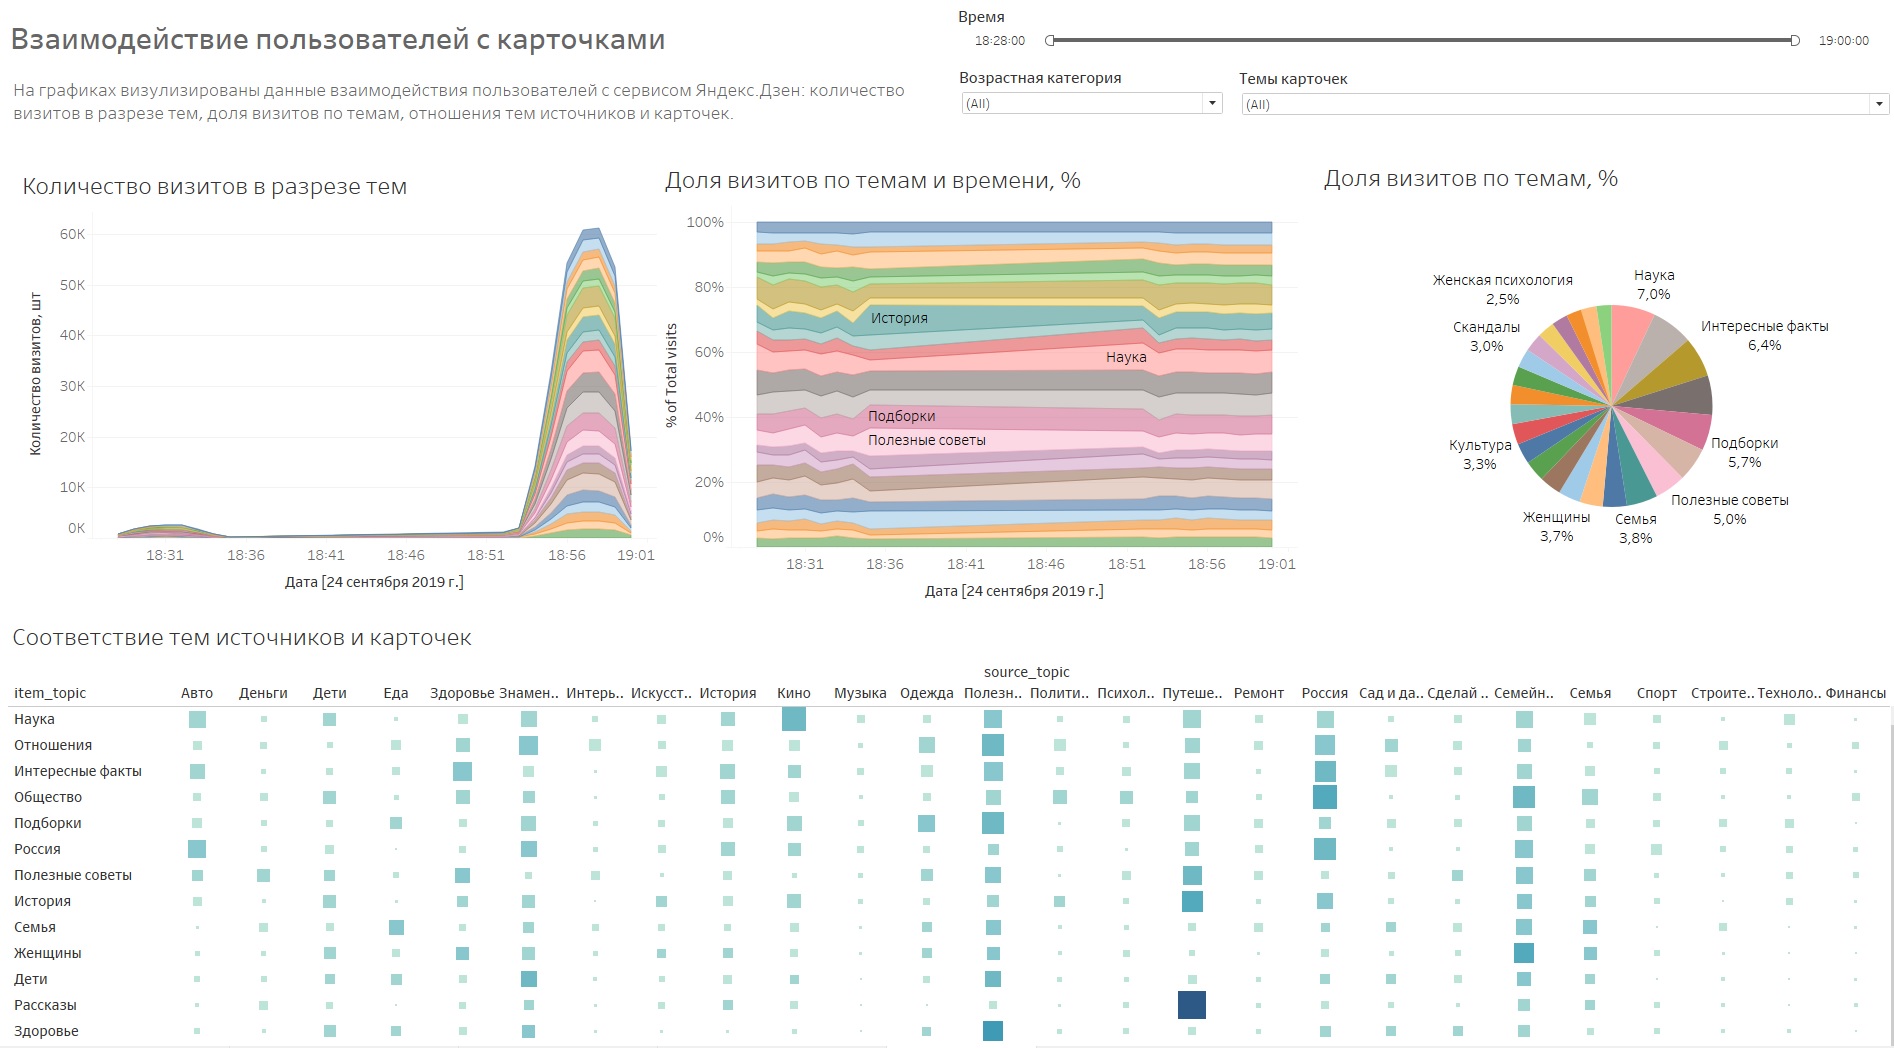 Взаимодействие пользователей с карточками
На графиках визулизированы данные взаимодействия пользователей с сервисом Яндекс.Дзен: количество
визитов в разрезе тем, доля визитов по темам, отношения тем источников и карточек.
Время
18:28:00
19:00:00
Возрастная категория
Темы карточек
(All)
(All)
Количество визитов в разрезе тем
Количество визитов, шт
60K
50K
40K
30K
20K
10K
0K
18:31 18:36 18:41 18:46 18:51 18:56 19:01
Дата [24 сентября 2019 г.]
Доля визитов по темам и времени, %
% of Total visits
100%
80%
60%
40%
20%
0%
История
Наука
Подборки
Полезные советы
18:31 18:36 18:41 18:46 18:51 18:56 19:01
Дата [24 сентября 2019 г.]
Доля визитов по темам, %
Женская психология
2,5%
Наука
7,0%
Скандалы
3,0%
Интересные факты
6,4%
Культура
3,3%
Подборки
5,7%
Полезные советы
5,0%
Женщины
3,7%
Семья
3,8%
Соответствие тем источников и карточек
source_topic
item_topic Авто Деньги Дети Еда Здоровье Знамен.. Интерь.. Искусст.. История Кино Музыка Одежда Полезн.. Полити.. Психол.. Путеше.. Ремонт Россия Сад и да.. Сделай .. Семейн.. Семья Спорт Строите.. Техноло.. Финансы
Наука
Отношения
Интересные факты
Общество
Подборки
Россия
Полезные советы
История
Семья
Женщины
Дети
Рассказы
Здоровье